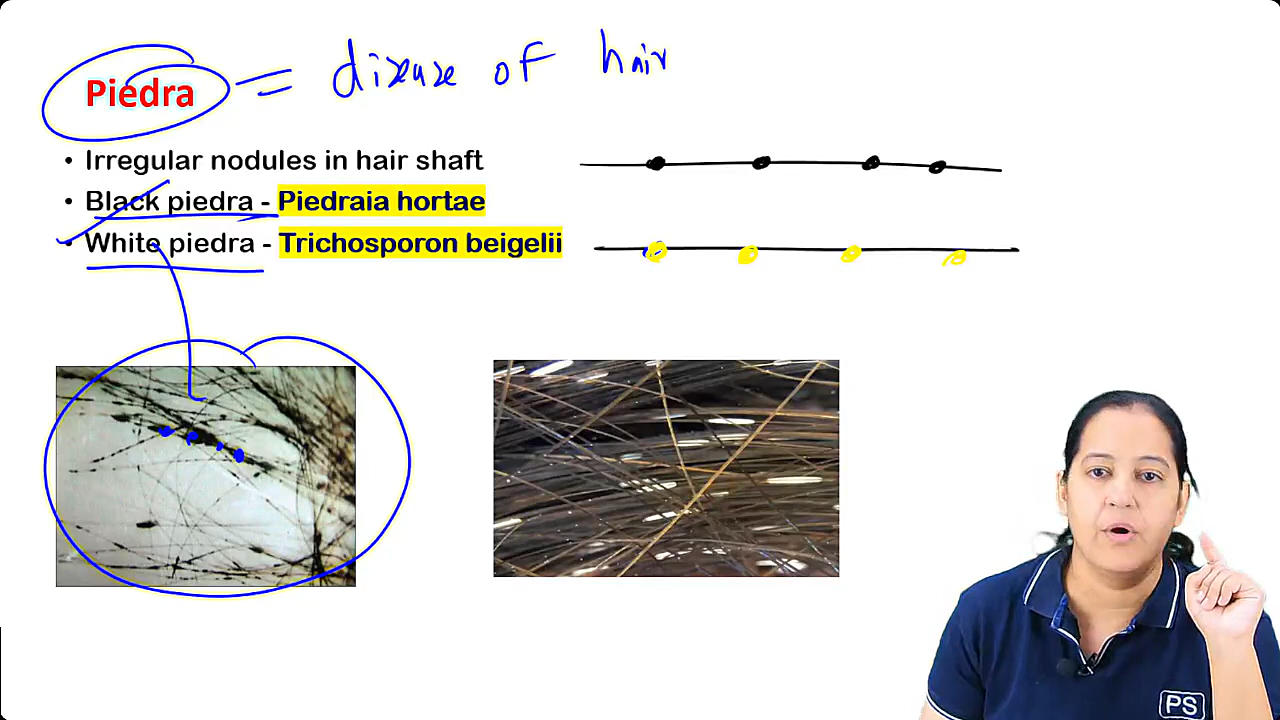 Piedra = disease of hair
• Irregular nodules in hair shaft
• Black piedra - Piedraia hortae
• White piedra - Trichosporon beigelii
PS